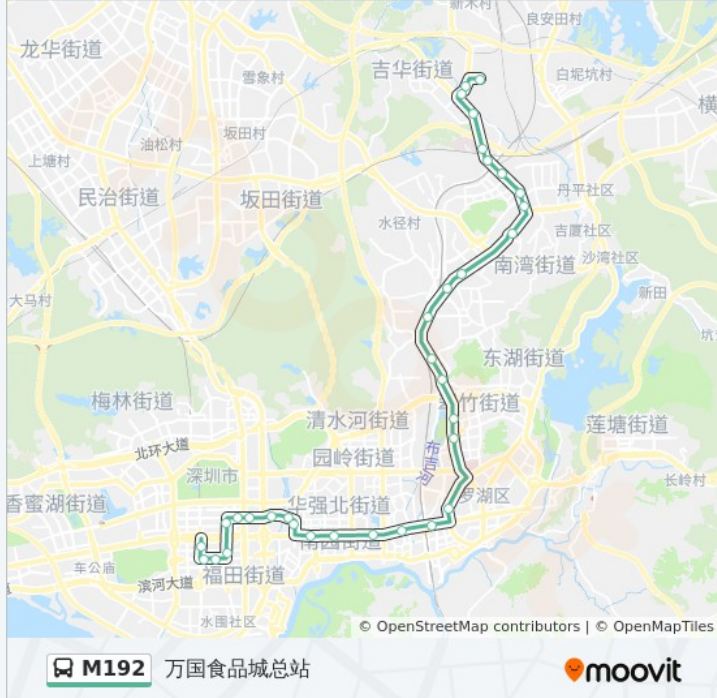 新木村
良安田村
龙华街道
吉华街道
雪象村
白坭坑村
横
油松村
坂田村
上塘村
丹平社区
民治街道
坂田街道
水径村
吉厦社区
南湾街道
沙湾社区
新田
大马村
坑
东湖街道
梅林街道
竹街道
清水河街道
莲塘街道
北环大道
园岭街道
布吉河
深圳市
长岭村
罗湖区
香蜜湖街道
华强北街道
南园街道
车公庙
福田街道
滨河大道
水围社区
© OpenStreetMap contributors | © OpenMapTiles
M192 万国食品城总站
moovit